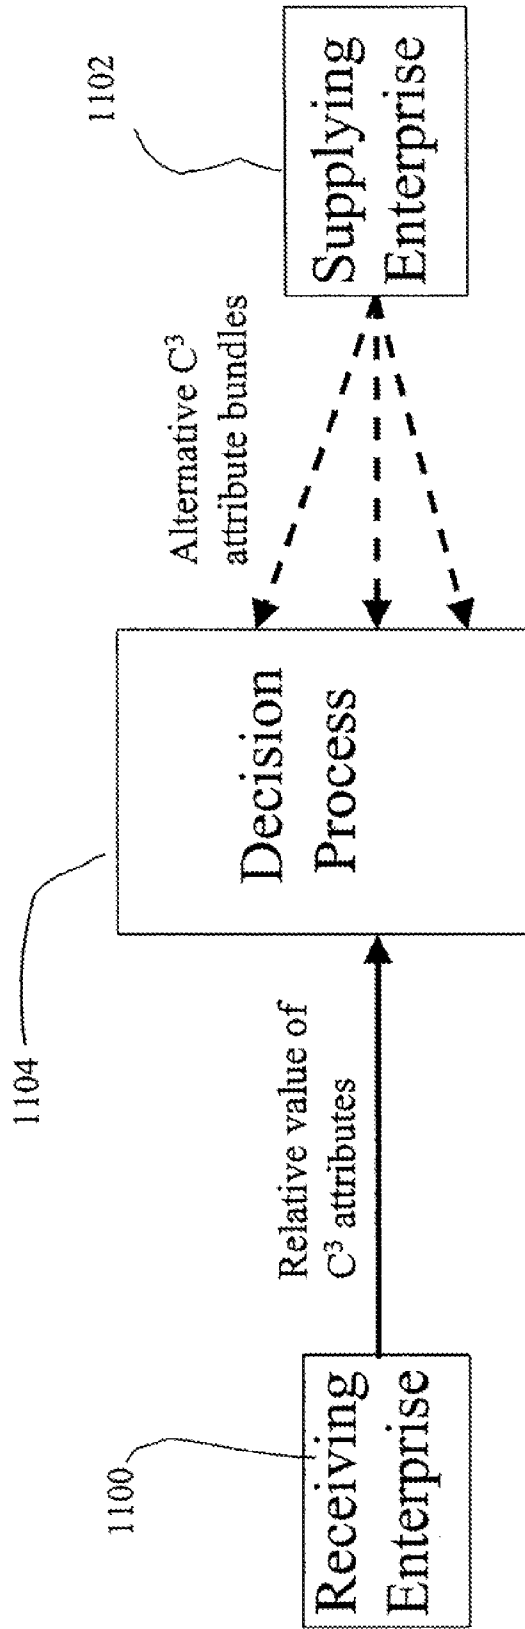 1100
Receiving
Enterprise
Relative value of
C³ attributes
1104
Decision
Process
Alternative C³
attribute bundles
1102
Supplying
Enterprise